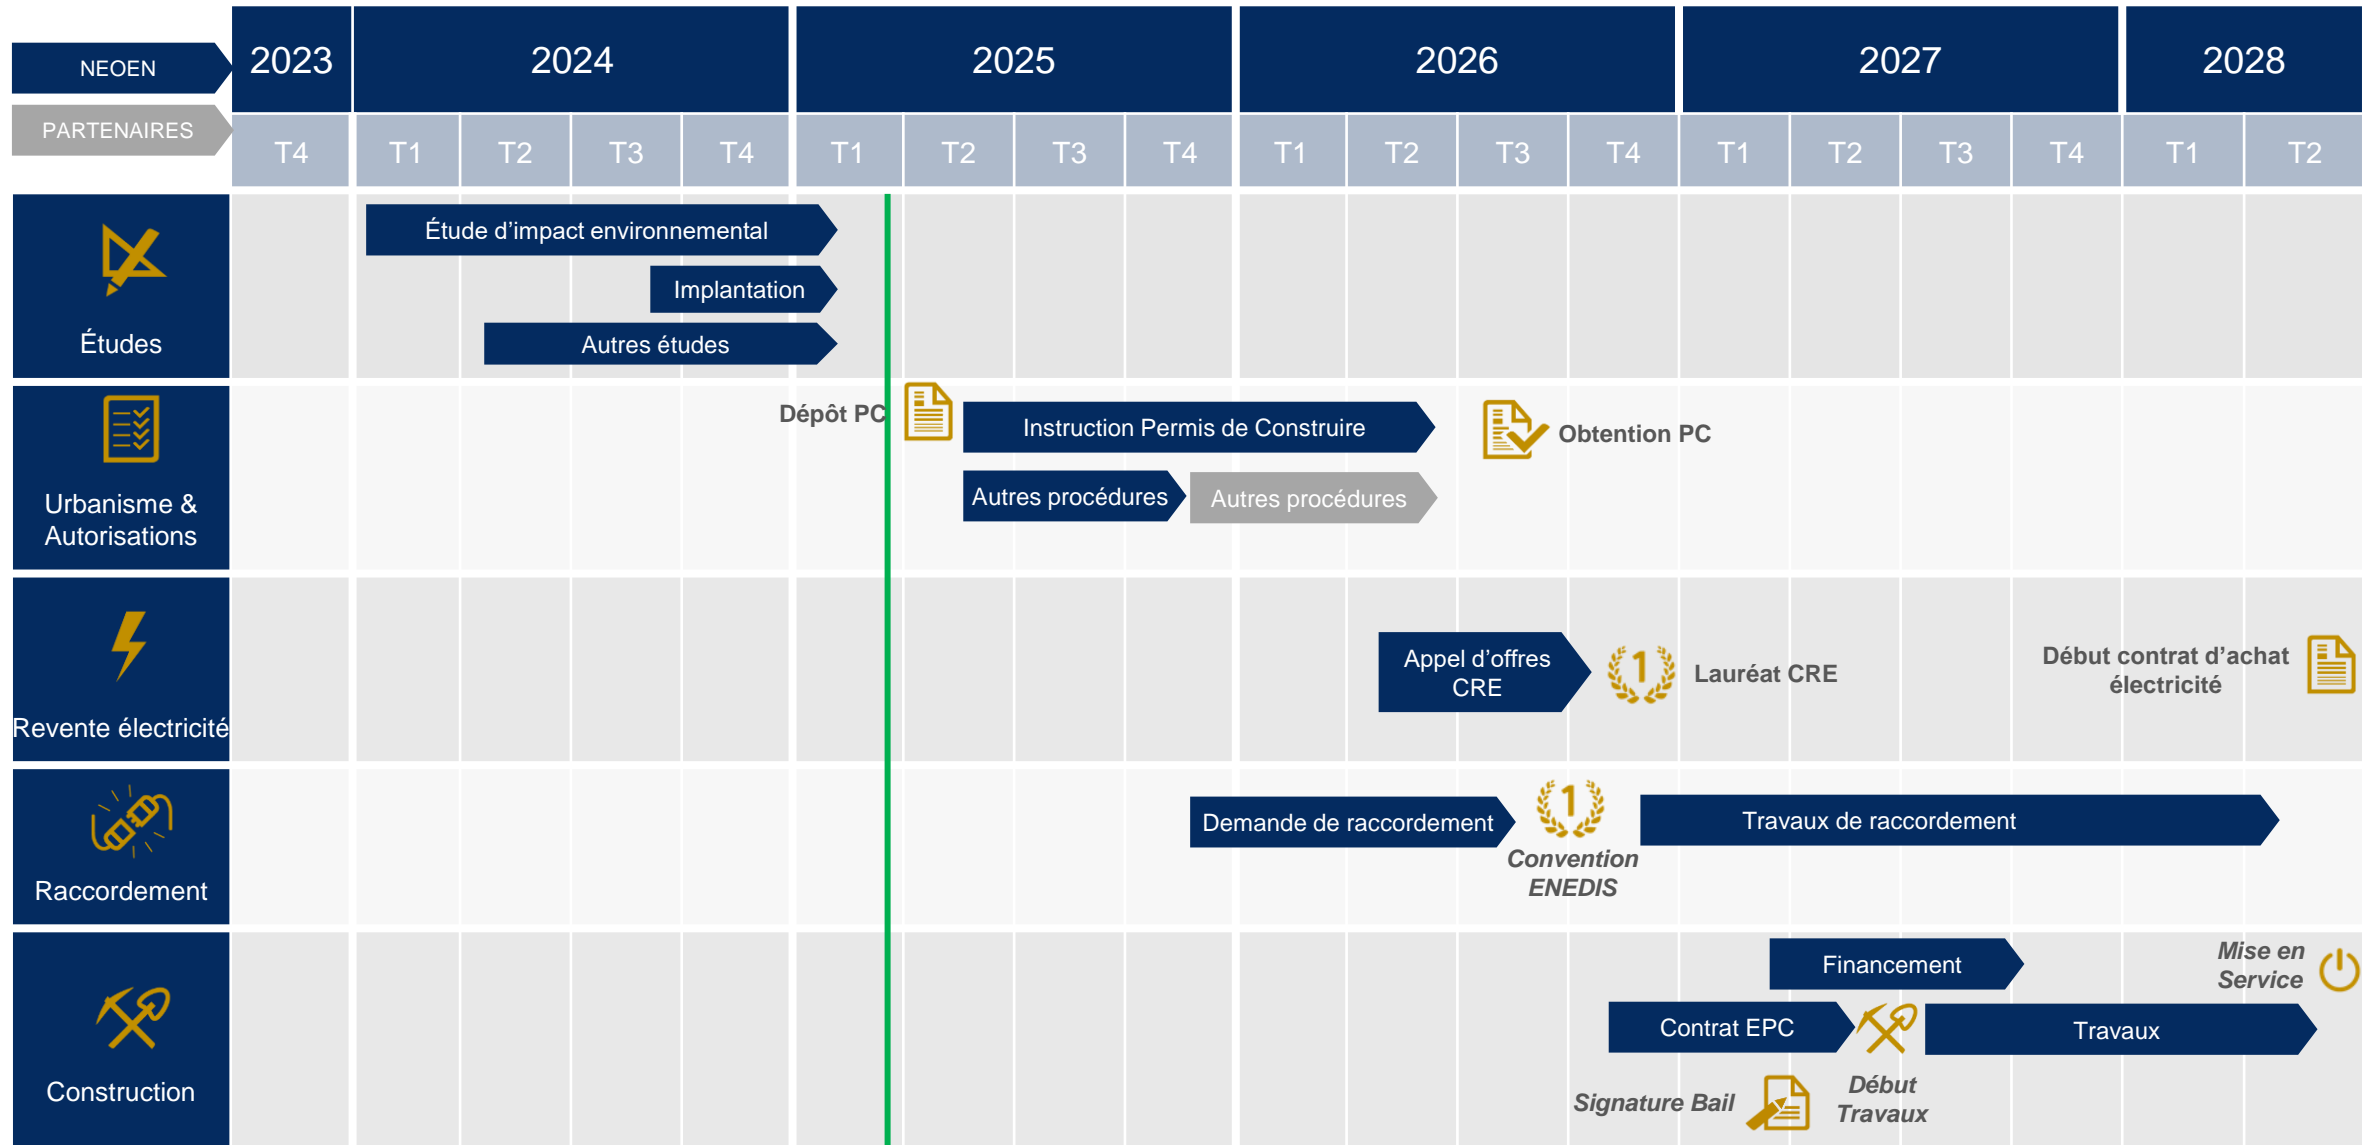 NEOEN
PARTENAIRES
2023
2024
2025
2026
2027
2028
T4
T1
T2
T3
T4
T1
T2
T3
T4
T1
T2
T3
T4
T1
T2
T3
T4
T1
T2
Études
Étude d’impact environnemental
Implantation
Autres études
Urbanisme &
Autorisations
Dépôt PC
Instruction Permis de Construire
Obtention PC
Autres procédures
Autres procédures
Revente électricité
Appel d’offres
CRE
1
Lauréat CRE
Début contrat d’achat
électricité
Raccordement
Demande de raccordement
1
Convention
ENEDIS
Travaux de raccordement
Construction
Financement
Mise en
Service
Contrat EPC
Travaux
Signature Bail
Début
Travaux